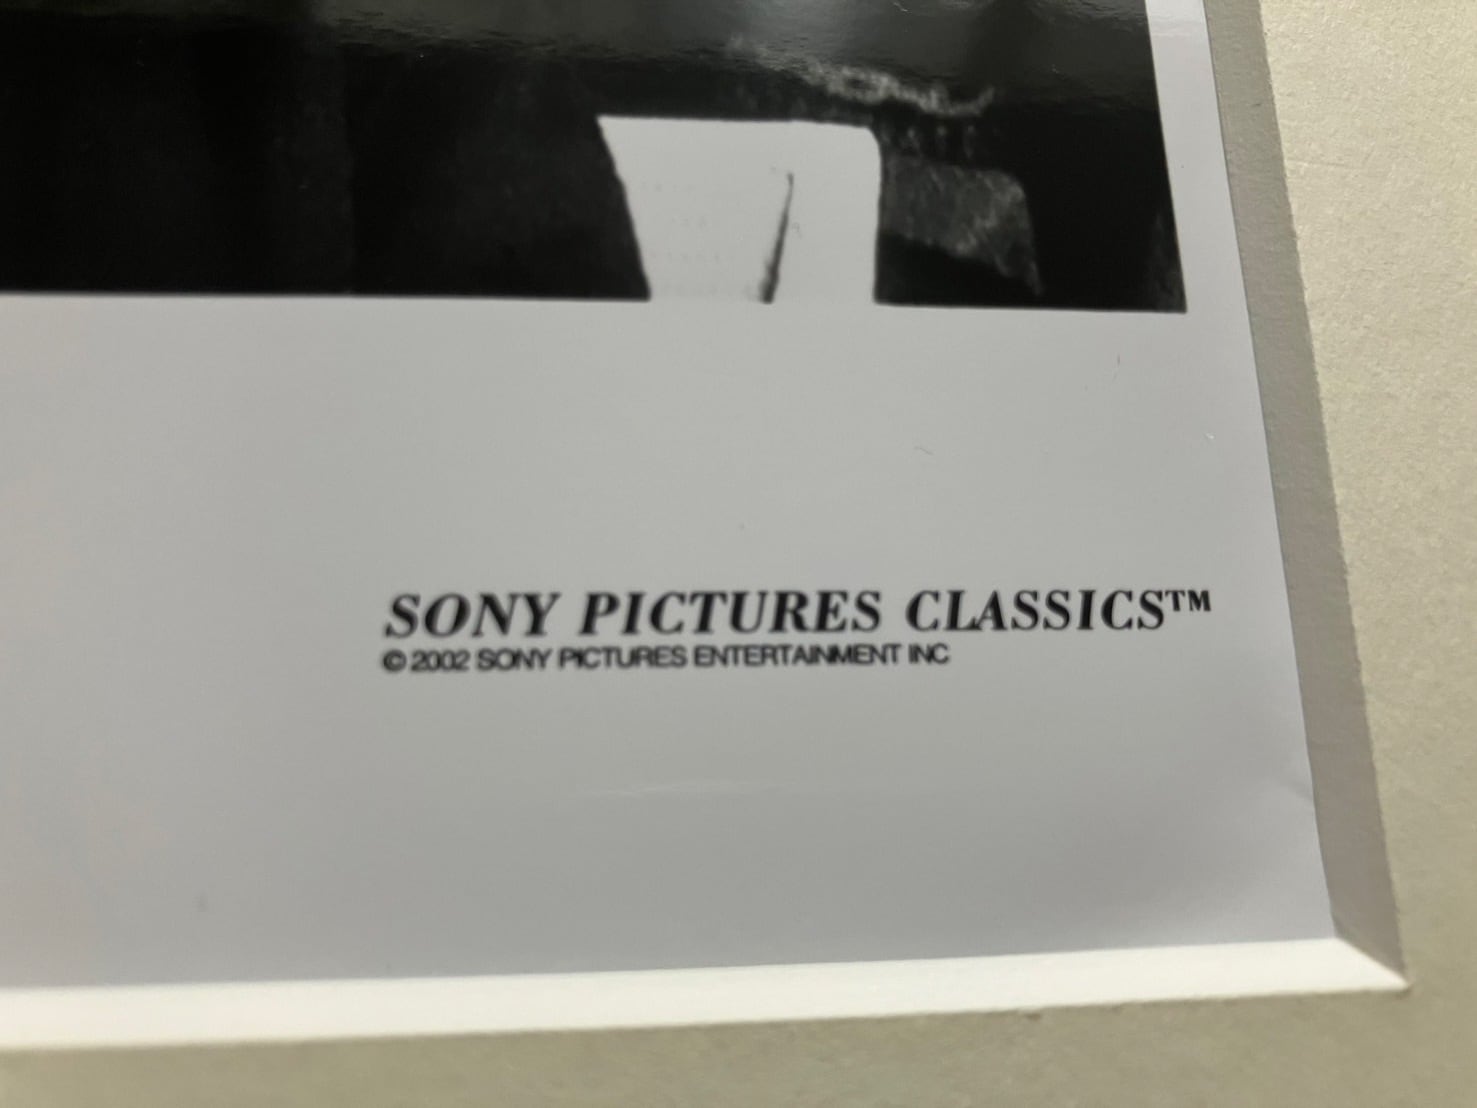 SONY PICTURES CLASSICS™
© 2002 SONY PICTURES ENTERTAINMENT INC